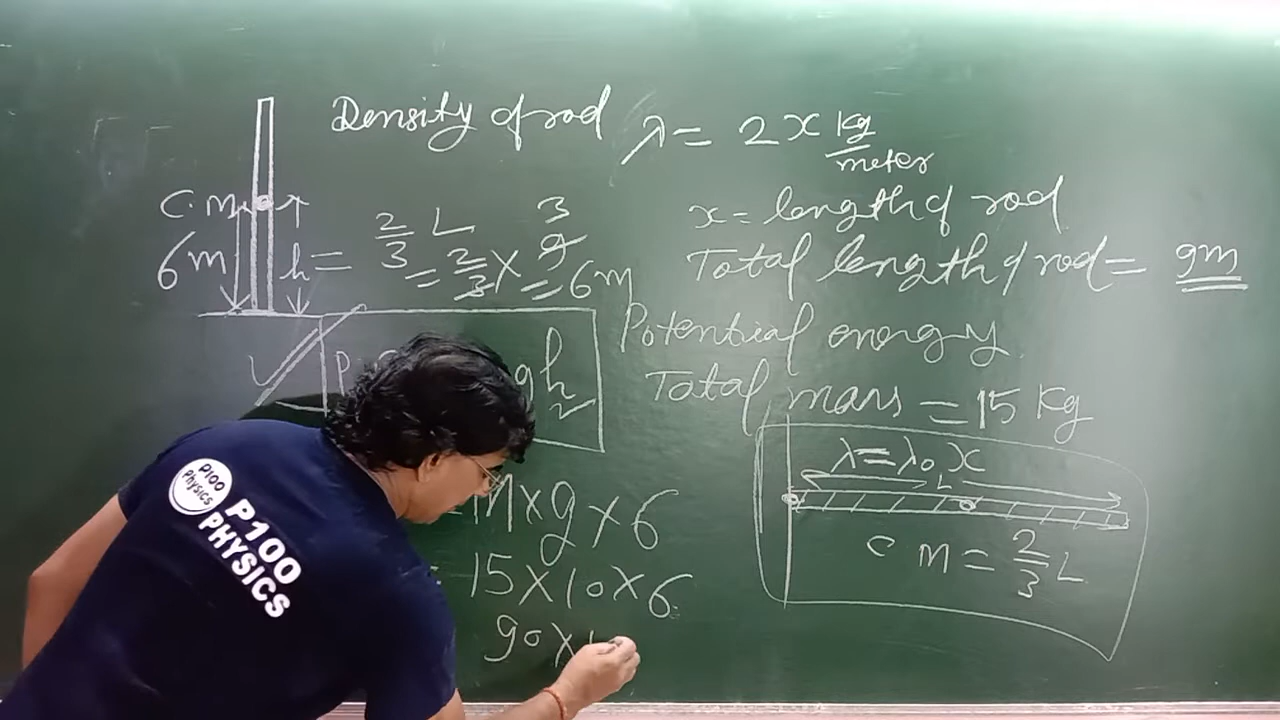 Density of rod λ = 2x Kg/meter
x = length of rod
Total length of rod = 9m
C.M
6m h = 2/3 L
= 2/3 × 9 3 = 6m
Potential energy
Total mass = 15 Kg
gh
λ = λ₀ x
L
C M = 2/3 L
M × g × 6
= 15 × 10 × 6
90 ×
P100
Physics
P100
PHYSICS